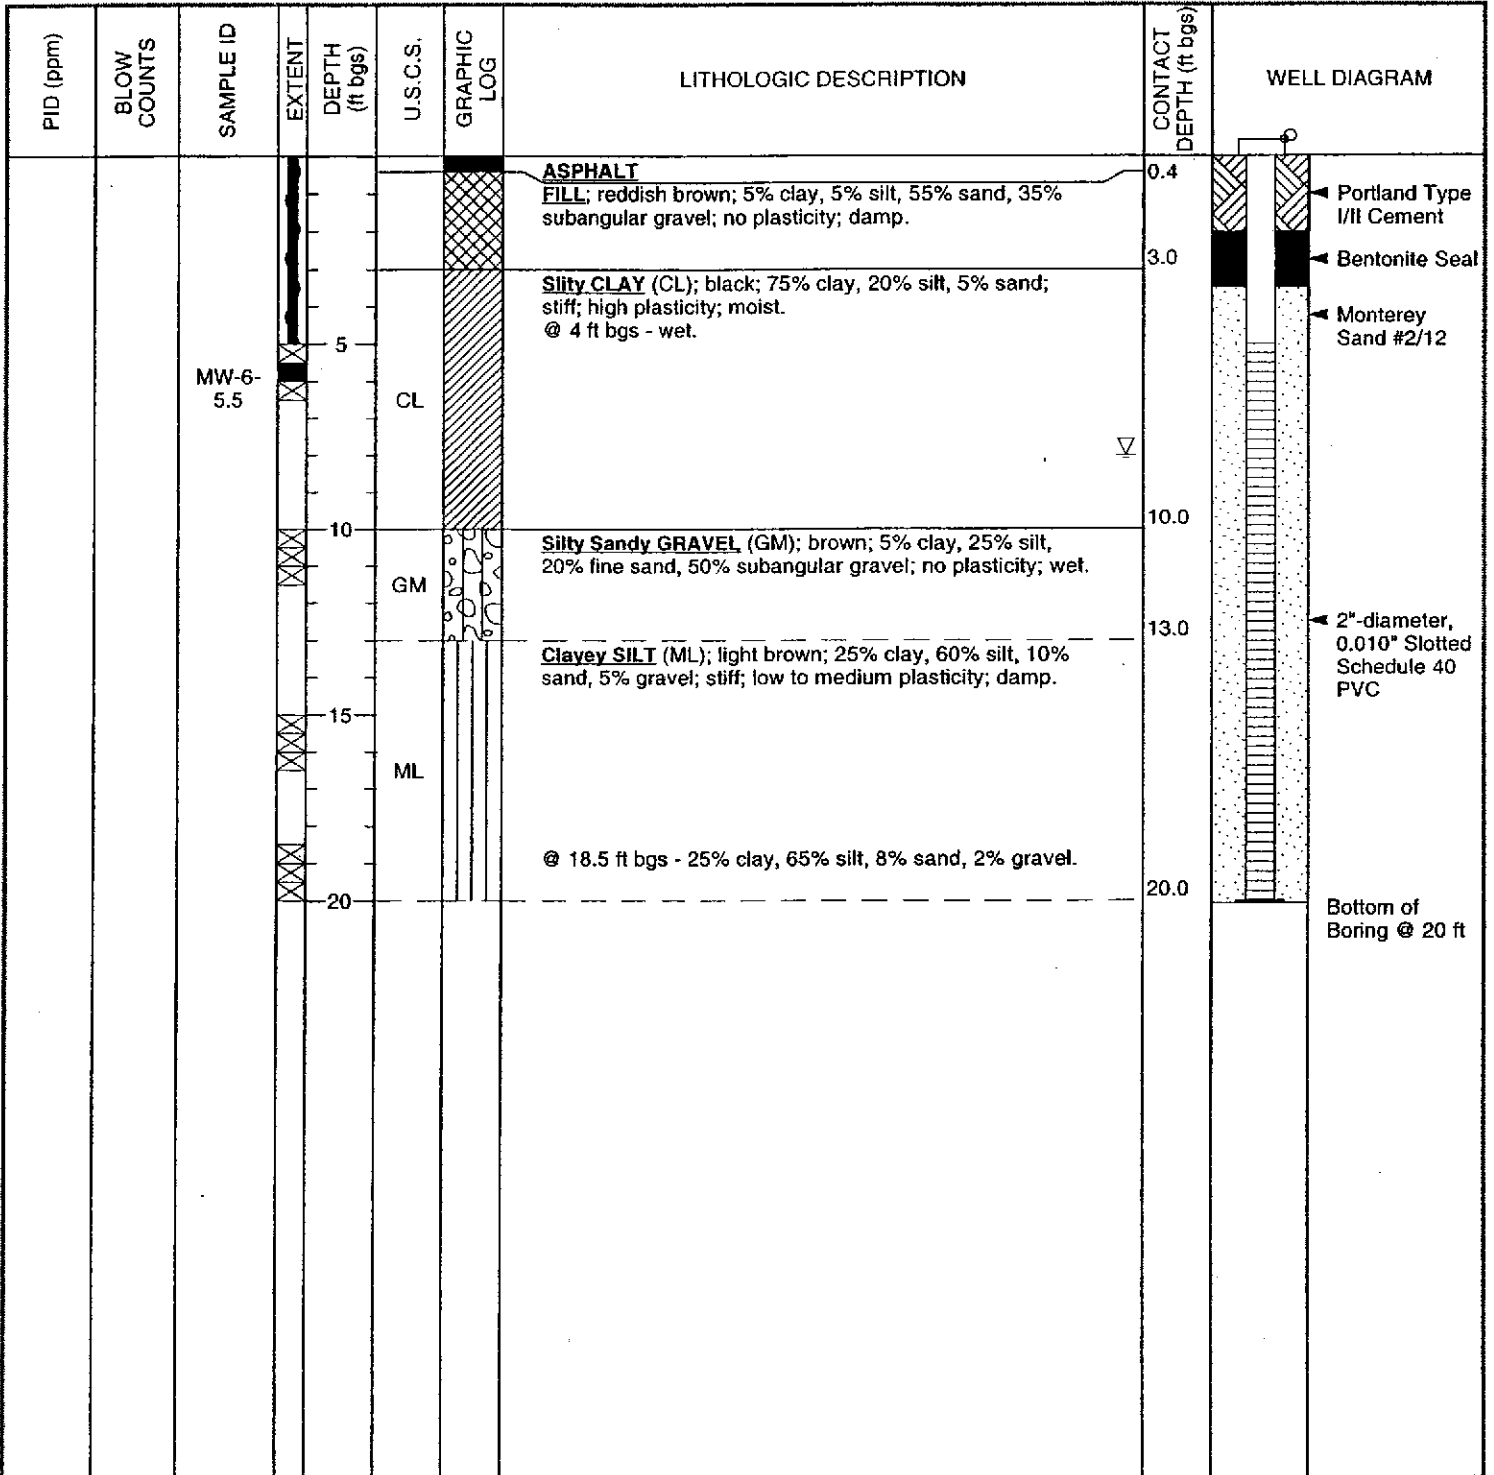 PID (ppm)
BLOW
COUNTS
SAMPLE ID
EXTENT
DEPTH
(ft bgs)
U.S.C.S.
GRAPHIC
LOG
LITHOLOGIC DESCRIPTION
CONTACT
DEPTH (ft bgs)
WELL DIAGRAM
ASPHALT
0.4
FILL; reddish brown; 5% clay, 5% silt, 55% sand, 35%
subangular gravel; no plasticity; damp.
Portland Type
I/II Cement
3.0
Bentonite Seal
Silty CLAY (CL); black; 75% clay, 20% silt, 5% sand;
stiff; high plasticity; moist.
@ 4 ft bgs - wet.
Monterey
Sand #2/12
5
MW-6-
5.5
CL
10.0
10
Silty Sandy GRAVEL (GM); brown; 5% clay, 25% silt,
20% fine sand, 50% subangular gravel; no plasticity; wet.
GM
13.0
2"-diameter,
0.010" Slotted
Schedule 40
PVC
Clayey SILT (ML); light brown; 25% clay, 60% silt, 10%
sand, 5% gravel; stiff; low to medium plasticity; damp.
15
ML
@ 18.5 ft bgs - 25% clay, 65% silt, 8% sand, 2% gravel.
20.0
20
Bottom of
Boring @ 20 ft